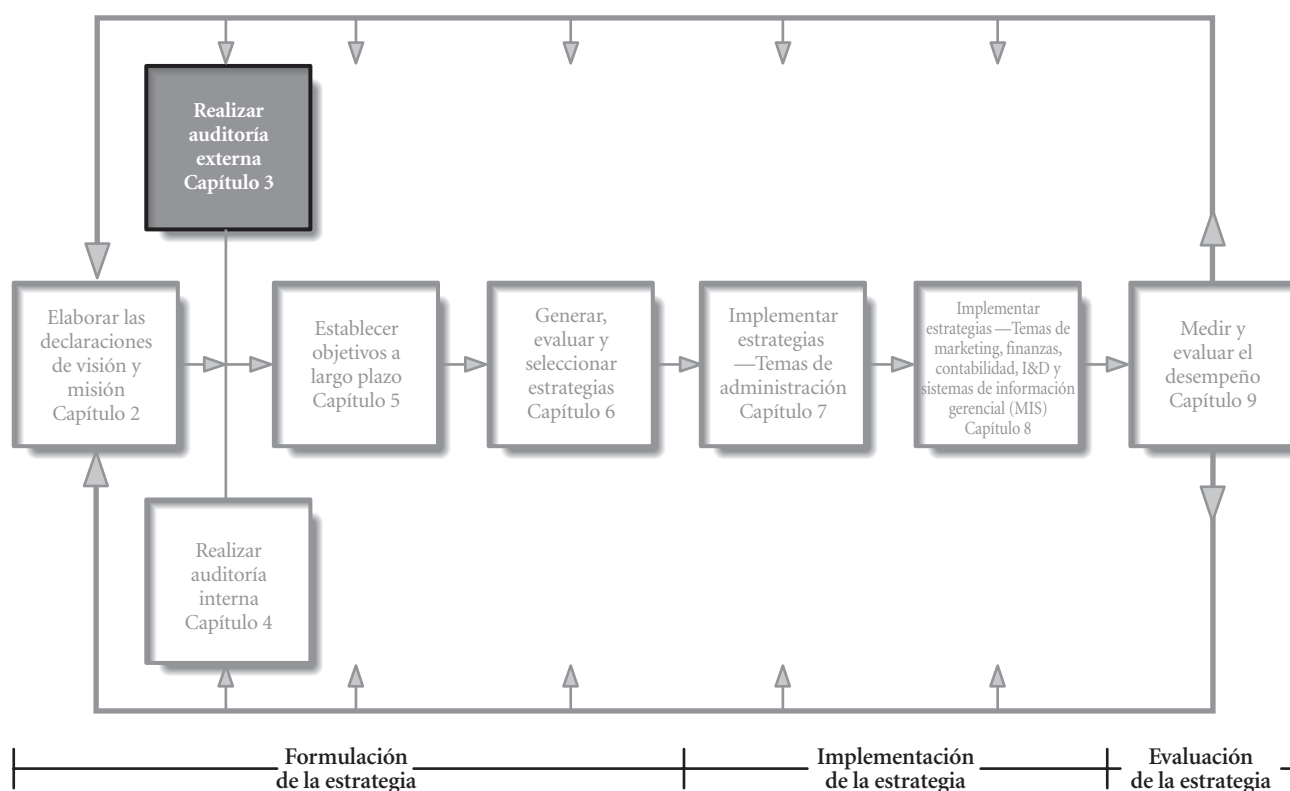 Realizar
auditoría
externa
Capítulo 3
Elaborar las
declaraciones
de visión y
misión
Capítulo 2
Establecer
objetivos a
largo plazo
Capítulo 5
Generar,
evaluar y
seleccionar
estrategias
Capítulo 6
Implementar
estrategias
—Temas de
administración
Capítulo 7
Implementar
estrategias —Temas de
marketing, finanzas,
contabilidad, I&D y
sistemas de información
gerencial (MIS)
Capítulo 8
Medir y
evaluar el
desempeño
Capítulo 9
Realizar
auditoría
interna
Capítulo 4
Formulación
de la estrategia
Implementación
de la estrategia
Evaluación
de la estrategia